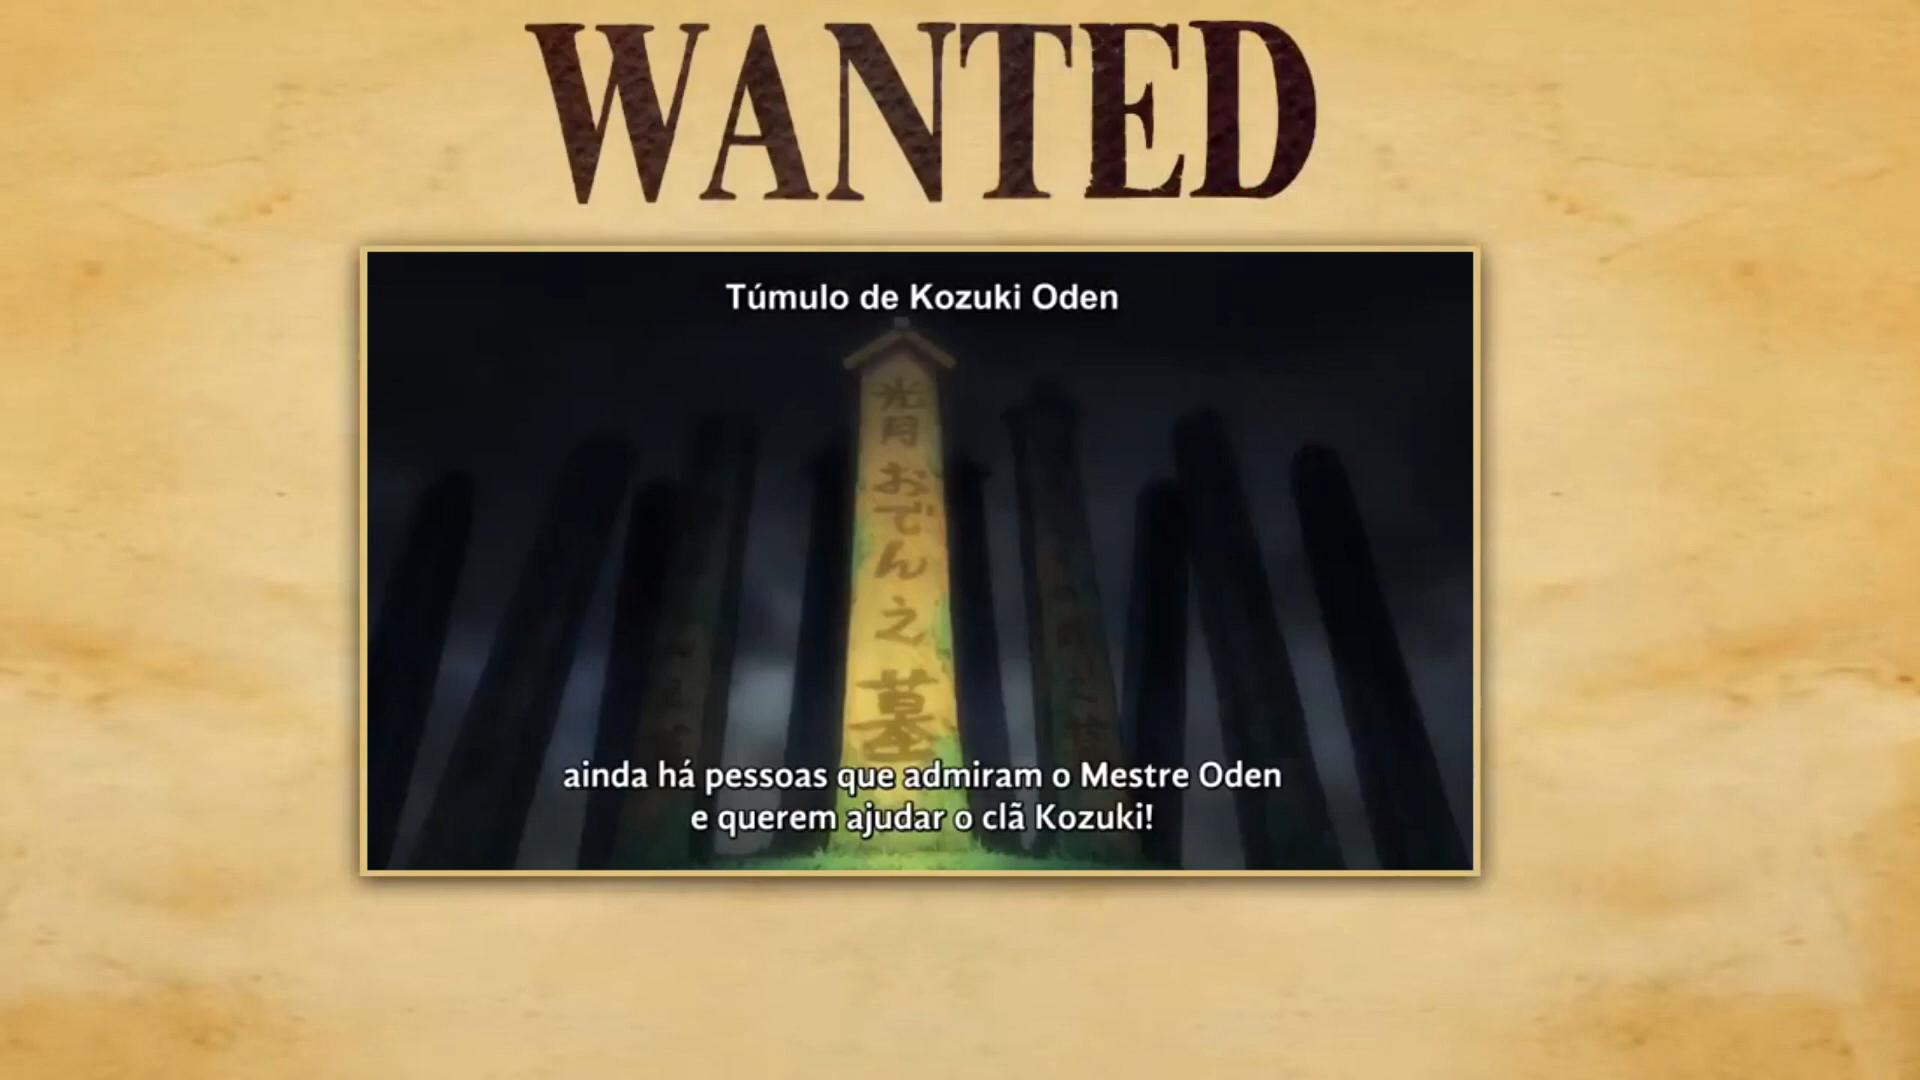 WANTED
Túmulo de Kozuki Oden
光月おでん之墓
ainda há pessoas que admiram o Mestre Oden
e querem ajudar o clã Kozuki!